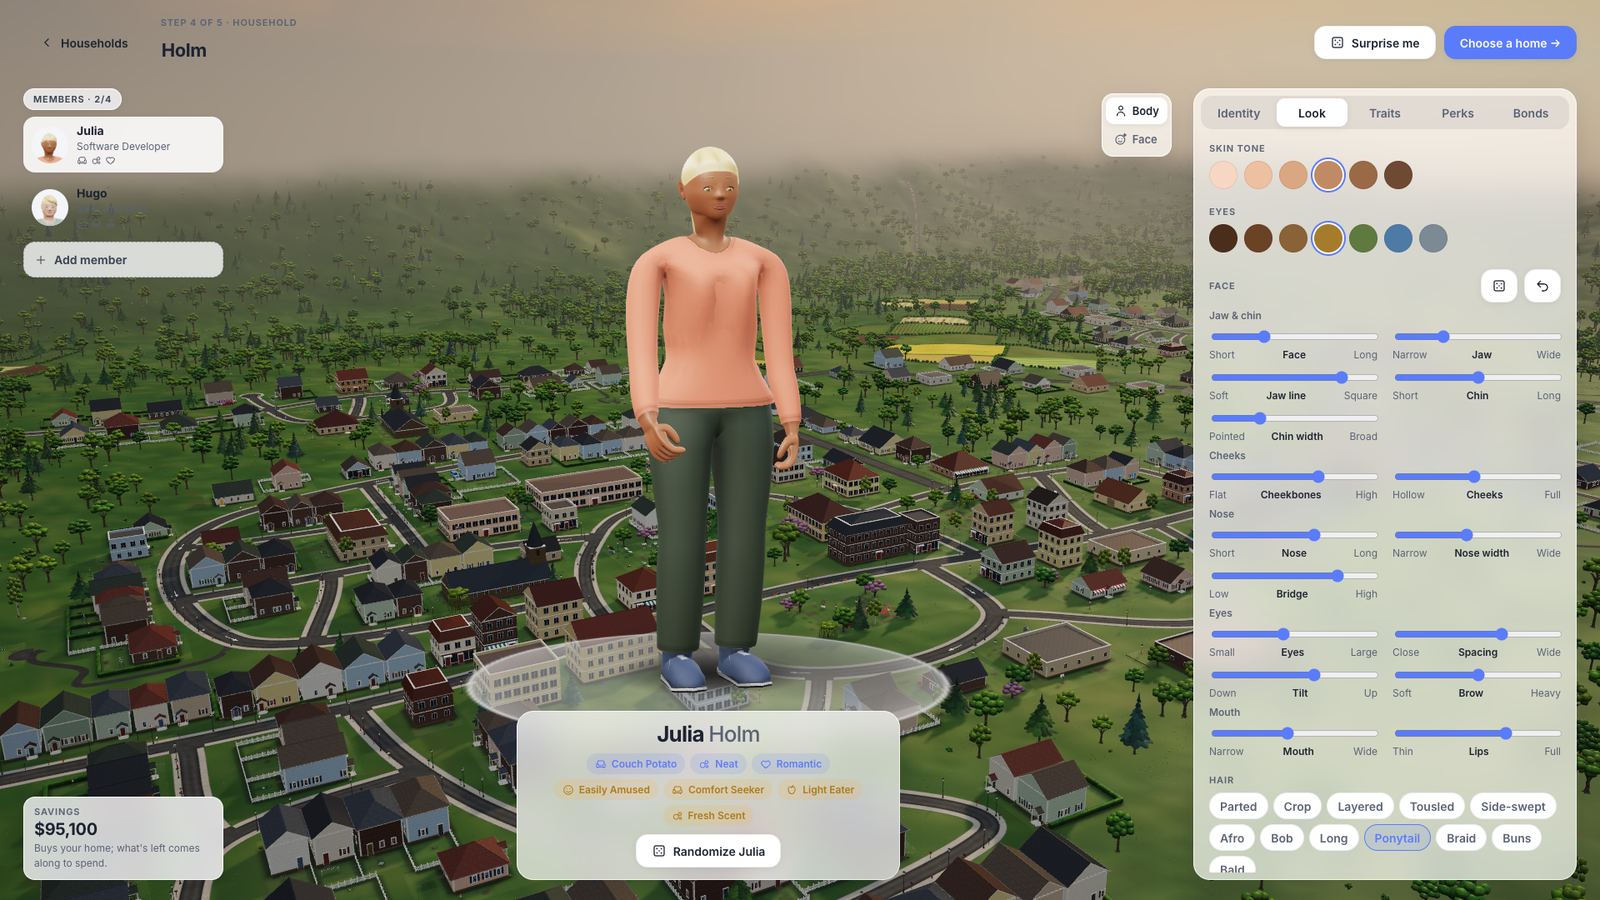 STEP 4 OF 5 · HOUSEHOLD
Households
Holm
Surprise me
Choose a home →
MEMBERS · 2/4
Julia
Software Developer
Hugo
Add member
Body
Face
Identity
Look
Traits
Perks
Bonds
SKIN TONE
EYES
FACE
Jaw & chin
Short Face Long
Narrow Jaw Wide
Soft Jaw line Square
Short Chin Long
Pointed Chin width Broad
Cheeks
Flat Cheekbones High
Hollow Cheeks Full
Nose
Short Nose Long
Narrow Nose width Wide
Low Bridge High
Eyes
Small Eyes Large
Close Spacing Wide
Down Tilt Up
Soft Brow Heavy
Mouth
Narrow Mouth Wide
Thin Lips Full
HAIR
Parted Crop Layered Tousled Side-swept
Afro Bob Long Ponytail Braid Buns
Bald
Julia Holm
Couch Potato Neat Romantic
Easily Amused Comfort Seeker Light Eater
Fresh Scent
Randomize Julia
SAVINGS
$95,100
Buys your home; what's left comes
along to spend.